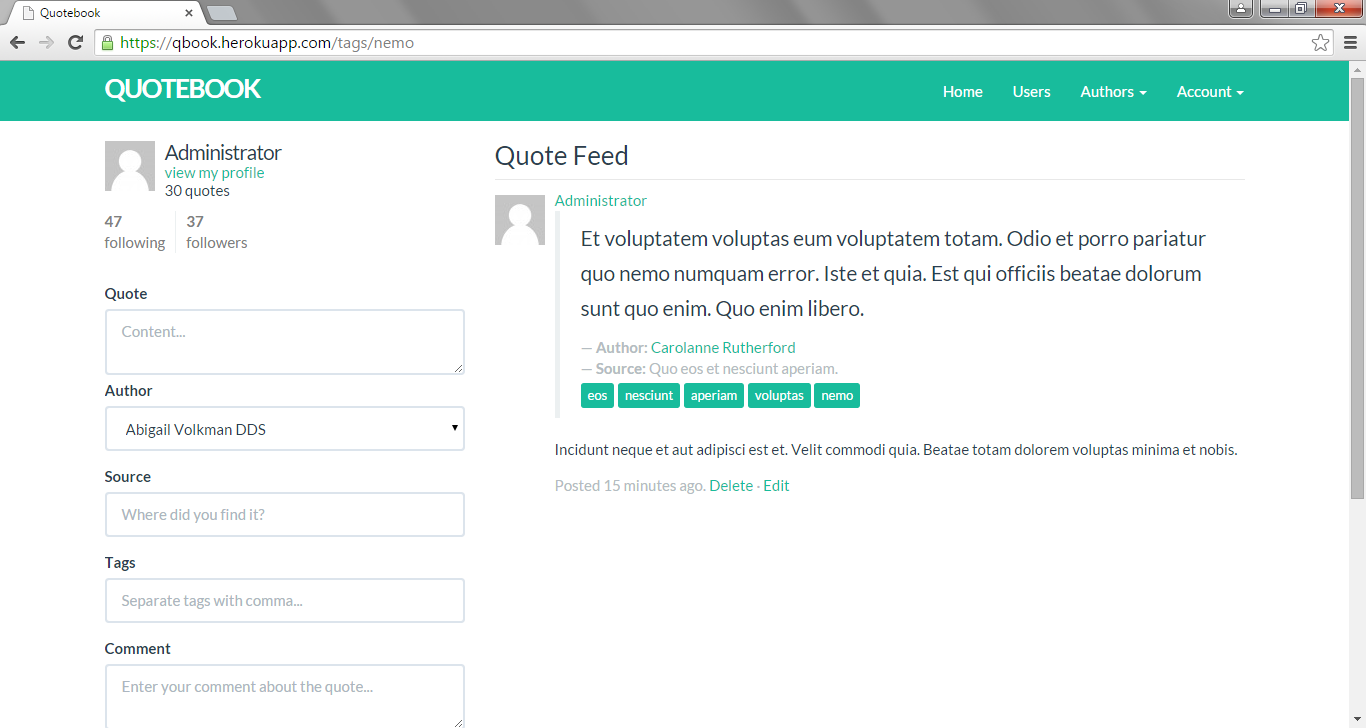 Quotebook
https://qbook.herokuapp.com/tags/nemo
QUOTEBOOK
Home
Users
Authors
Account
Administrator
view my profile
30 quotes
47
following
37
followers
Quote
Content...
Author
Abigail Volkman DDS
Source
Where did you find it?
Tags
Separate tags with comma...
Comment
Enter your comment about the quote...
Quote Feed
Administrator
Et voluptatem voluptas eum voluptatem totam. Odio et porro pariatur
quo nemo numquam error. Iste et quia. Est qui officiis beatae dolorum
sunt quo enim. Quo enim libero.
— Author: Carolanne Rutherford
— Source: Quo eos et nesciunt aperiam.
eos nesciunt aperiam voluptas nemo
Incidunt neque et aut adipisci est et. Velit commodi quia. Beatae totam dolorem voluptas minima et nobis.
Posted 15 minutes ago. Delete · Edit